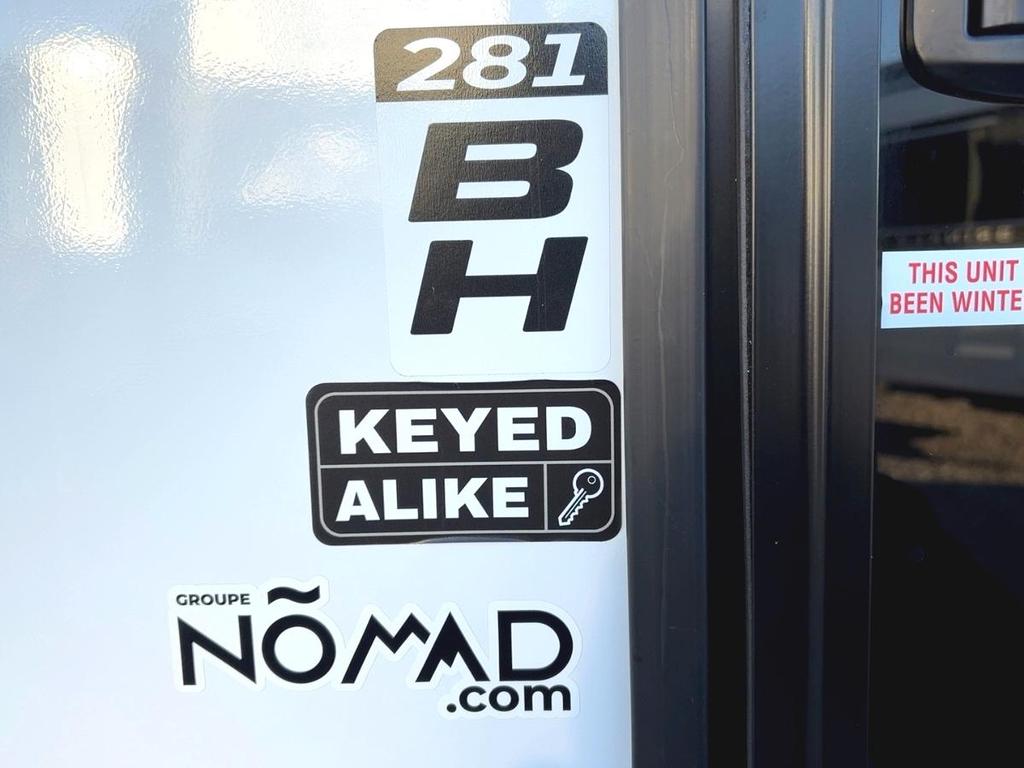 281
B
H
KEYED
ALIKE
GROUPE
NÕMAD
.com
THIS UNIT
BEEN WINTE